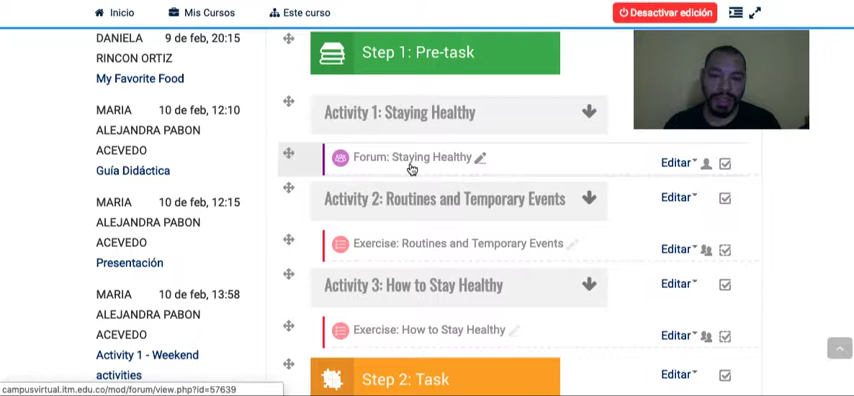 Inicio
Mis Cursos
Este curso
Desactivar edición
DANIELA 9 de feb, 20:15
RINCON ORTIZ
My Favorite Food
MARIA 10 de feb, 12:10
ALEJANDRA PABON
ACEVEDO
Guía Didáctica
MARIA 10 de feb, 12:15
ALEJANDRA PABON
ACEVEDO
Presentación
MARIA 10 de feb, 13:58
ALEJANDRA PABON
ACEVEDO
Activity 1 - Weekend
activities
Step 1: Pre-task
Activity 1: Staying Healthy
Forum: Staying Healthy
Editar
Activity 2: Routines and Temporary Events
Editar
Exercise: Routines and Temporary Events
Editar
Activity 3: How to Stay Healthy
Editar
Exercise: How to Stay Healthy
Editar
Step 2: Task
Editar
campusvirtual.itm.edu.co/mod/forum/view.php?id=57639